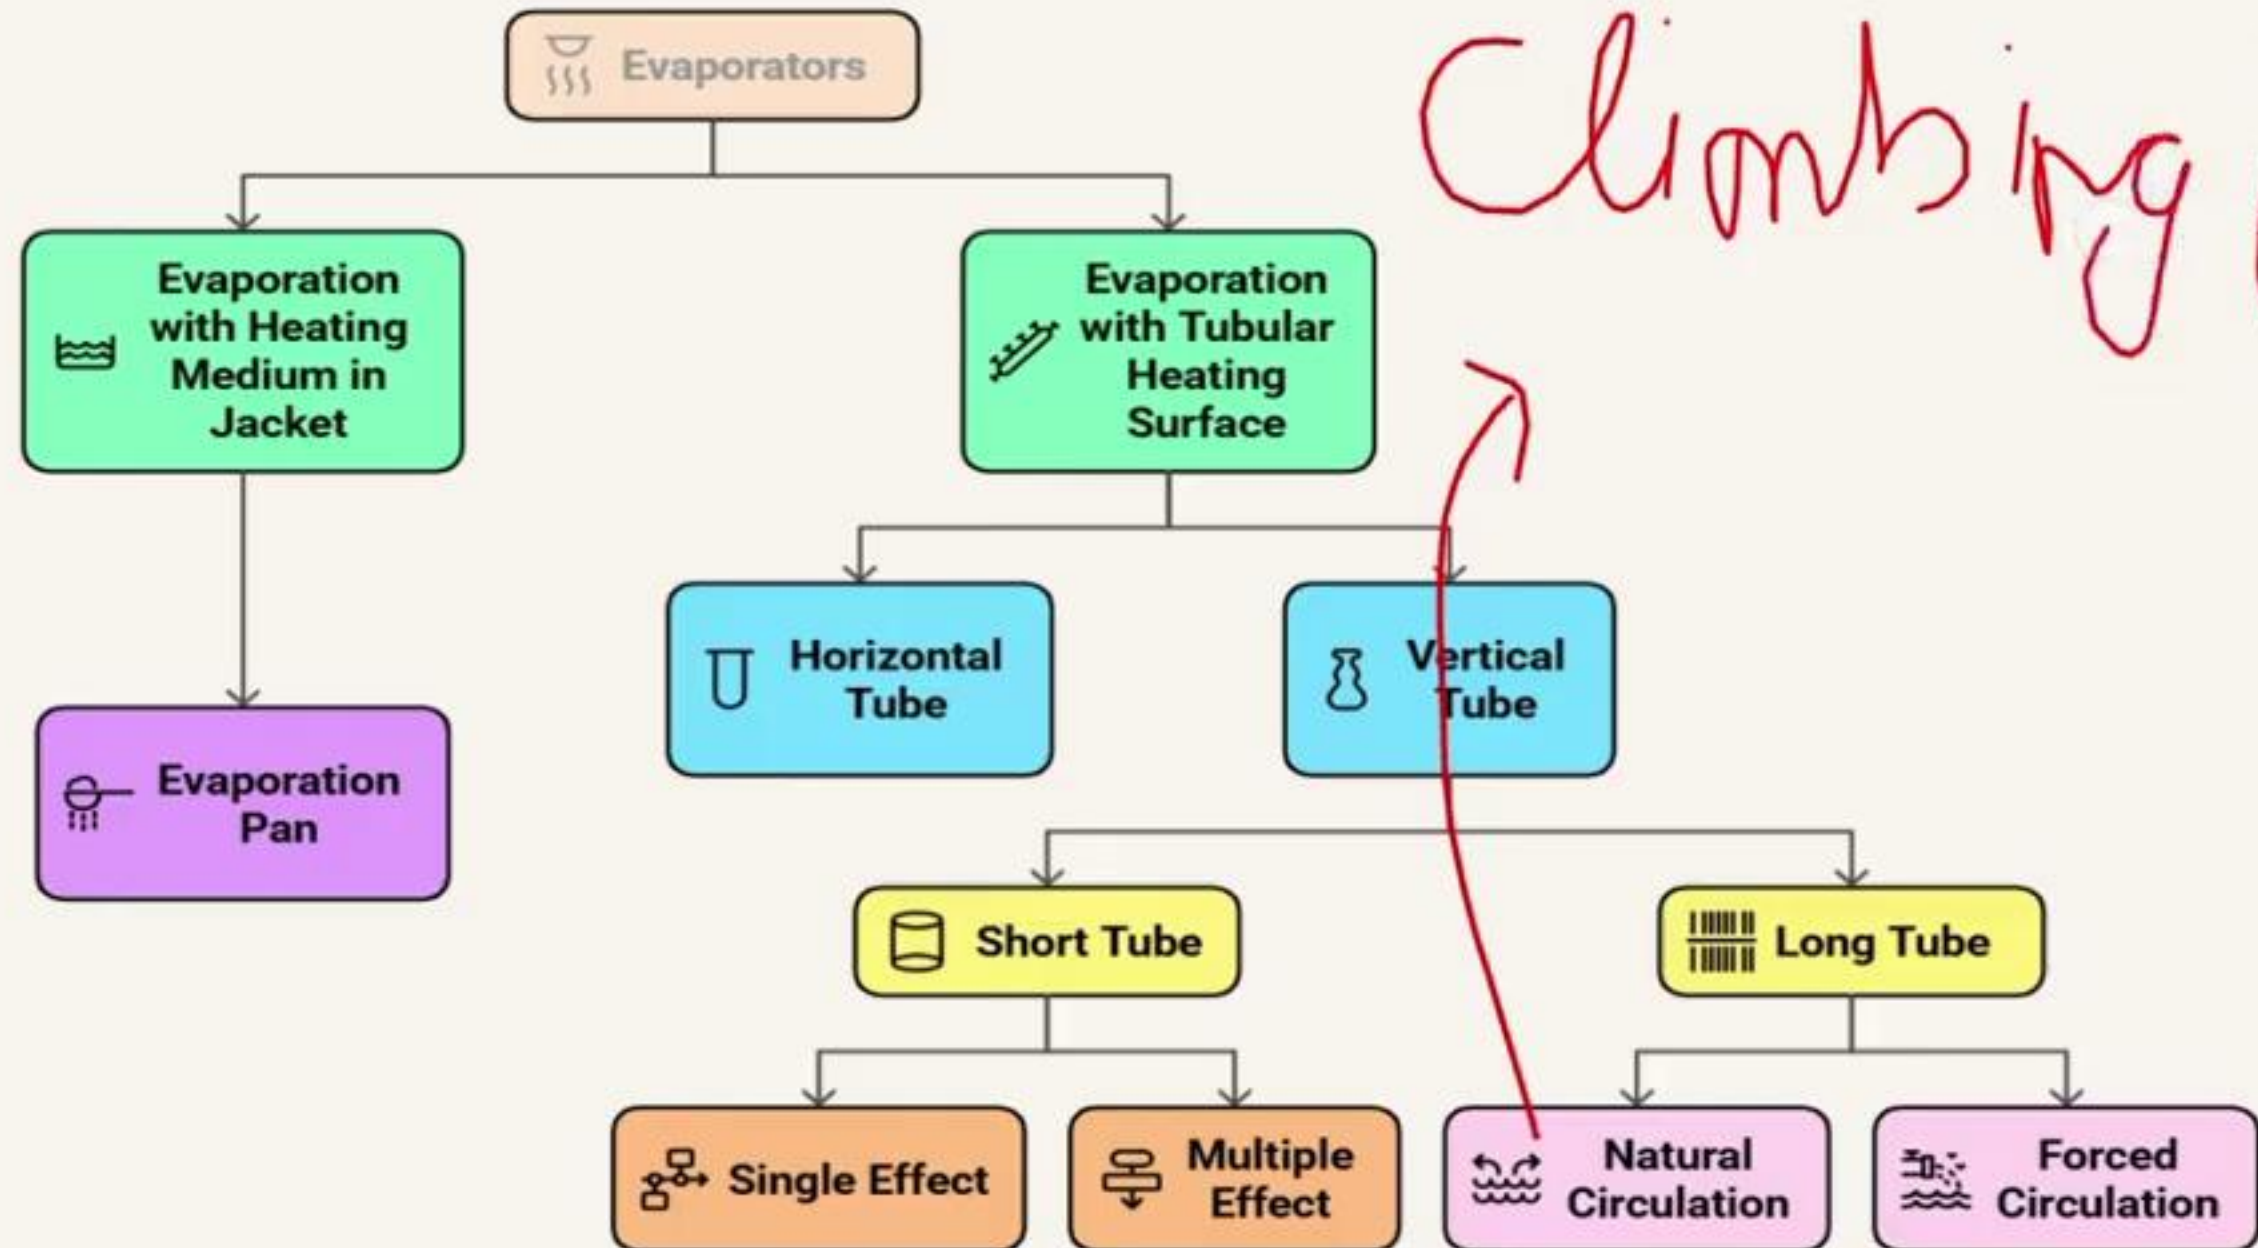 Evaporators
Climbing
Evaporation
with Heating
Medium in
Jacket
Evaporation
with Tubular
Heating
Surface
Horizontal
Tube
Vertical
Tube
Evaporation
Pan
Short Tube
Long Tube
Single Effect
Multiple
Effect
Natural
Circulation
Forced
Circulation